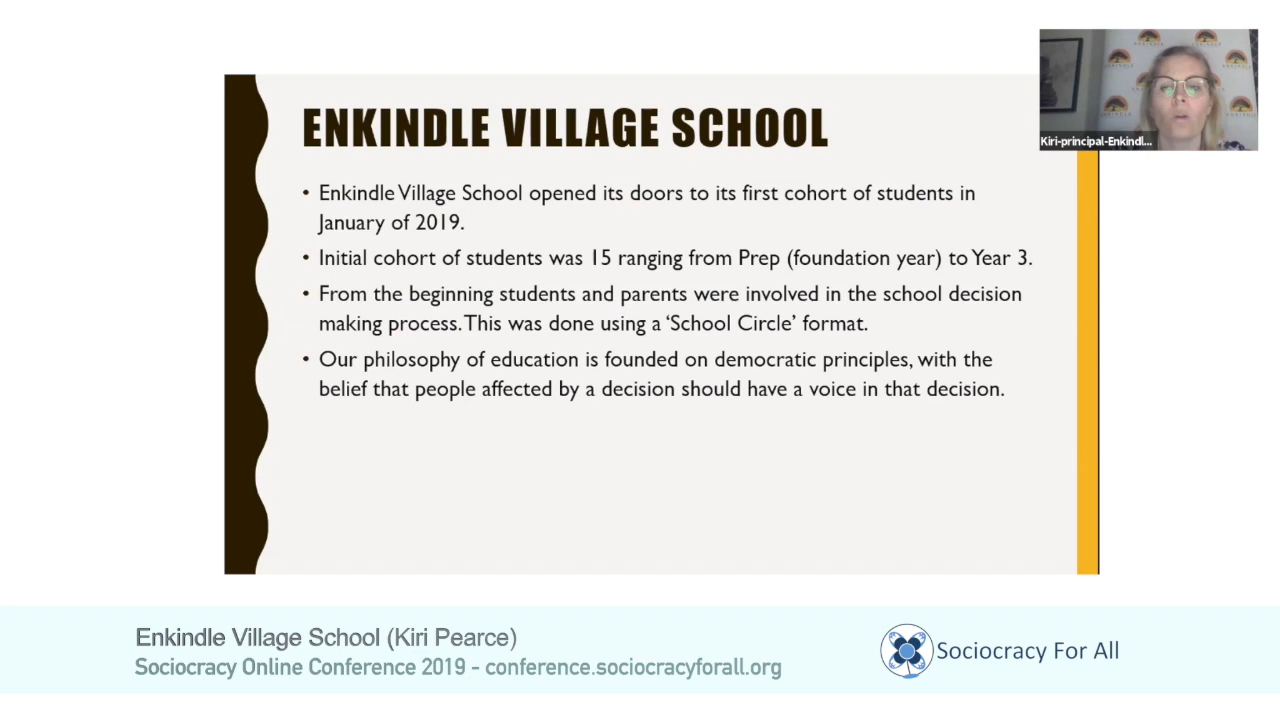 ENKINDLE VILLAGE SCHOOL
Kiri-principal-Enkindl...
• Enkindle Village School opened its doors to its first cohort of students in
January of 2019.
• Initial cohort of students was 15 ranging from Prep (foundation year) to Year 3.
• From the beginning students and parents were involved in the school decision
making process. This was done using a ‘School Circle’ format.
• Our philosophy of education is founded on democratic principles, with the
belief that people affected by a decision should have a voice in that decision.
Enkindle Village School (Kiri Pearce)
Sociocracy Online Conference 2019 - conference.sociocracyforall.org
Sociocracy For All